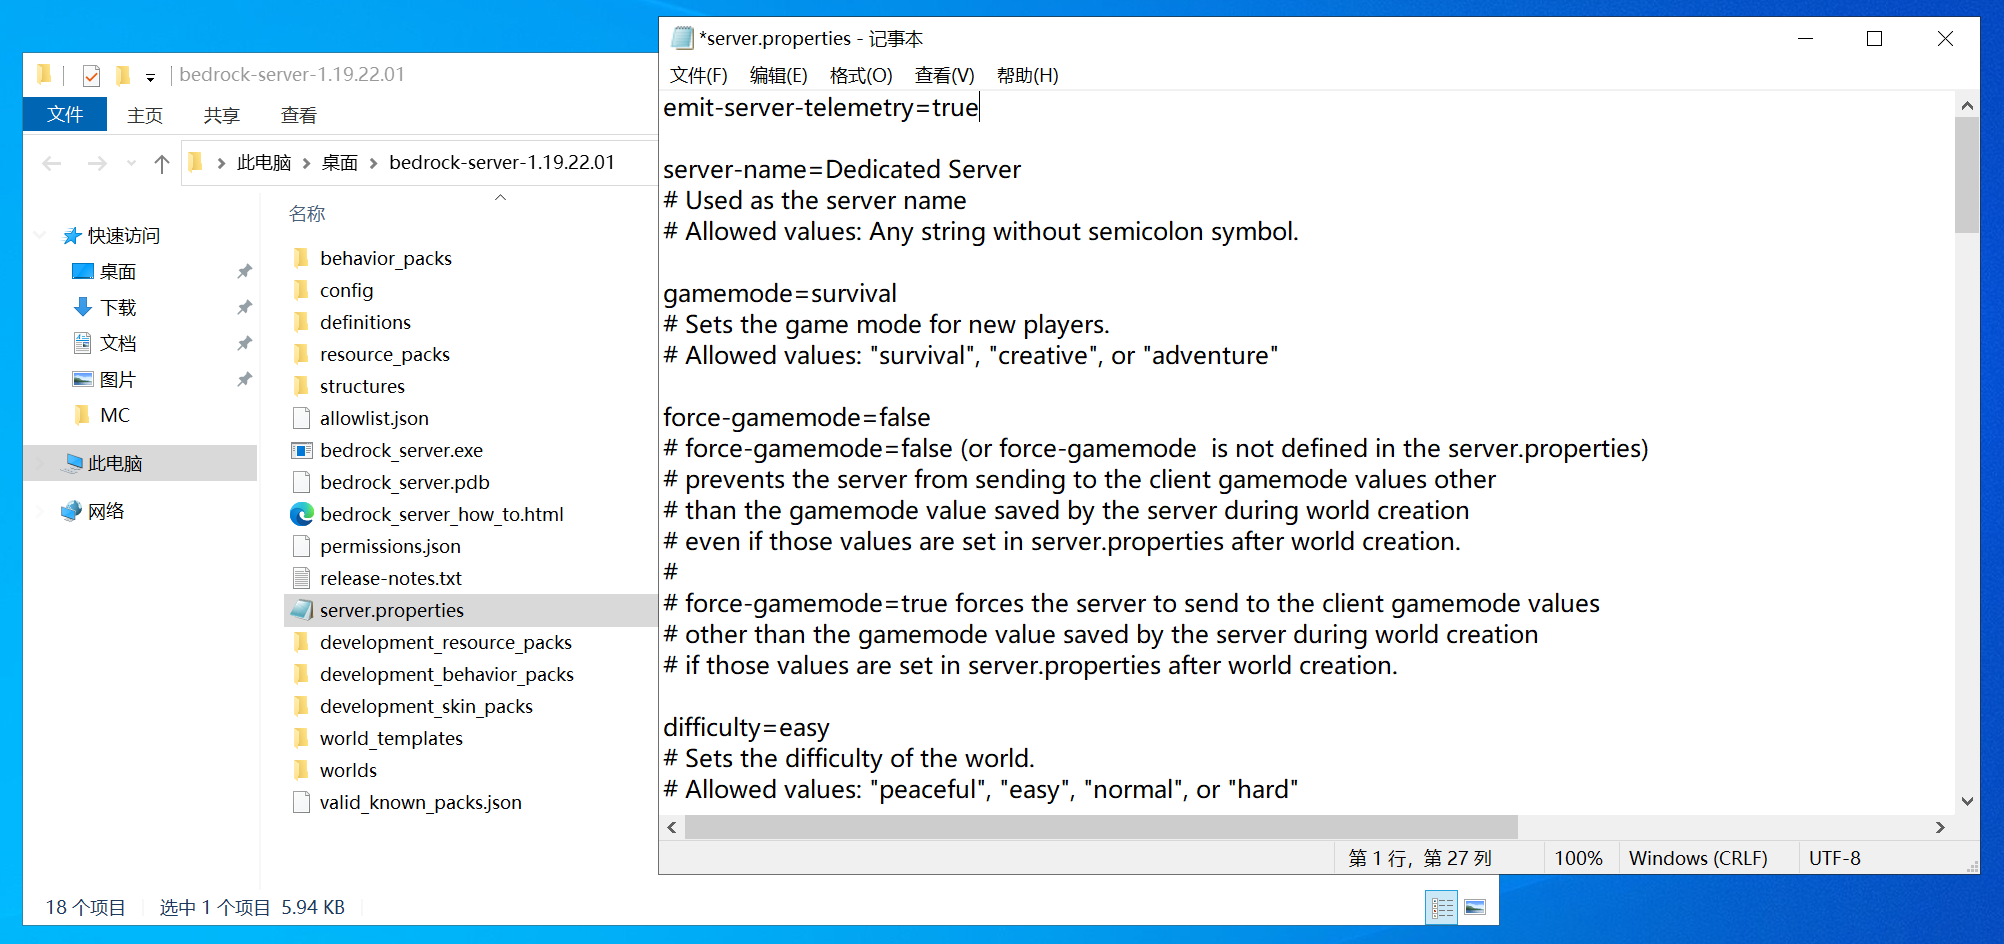 bedrock-server-1.19.22.01
文件 主页 共享 查看
此电脑 桌面 bedrock-server-1.19.22.01
快速访问
桌面
下载
文档
图片
MC
此电脑
网络
名称
behavior_packs
config
definitions
resource_packs
structures
allowlist.json
bedrock_server.exe
bedrock_server.pdb
bedrock_server_how_to.html
permissions.json
release-notes.txt
server.properties
development_resource_packs
development_behavior_packs
development_skin_packs
world_templates
worlds
valid_known_packs.json
18 个项目 选中 1 个项目 5.94 KB
*server.properties - 记事本
文件(F) 编辑(E) 格式(O) 查看(V) 帮助(H)
emit-server-telemetry=true
server-name=Dedicated Server
# Used as the server name
# Allowed values: Any string without semicolon symbol.
gamemode=survival
# Sets the game mode for new players.
# Allowed values: "survival", "creative", or "adventure"
force-gamemode=false
# force-gamemode=false (or force-gamemode  is not defined in the server.properties)
# prevents the server from sending to the client gamemode values other
# than the gamemode value saved by the server during world creation
# even if those values are set in server.properties after world creation.
#
# force-gamemode=true forces the server to send to the client gamemode values
# other than the gamemode value saved by the server during world creation
# if those values are set in server.properties after world creation.
difficulty=easy
# Sets the difficulty of the world.
# Allowed values: "peaceful", "easy", "normal", or "hard"
第 1 行，第 27 列 100% Windows (CRLF) UTF-8